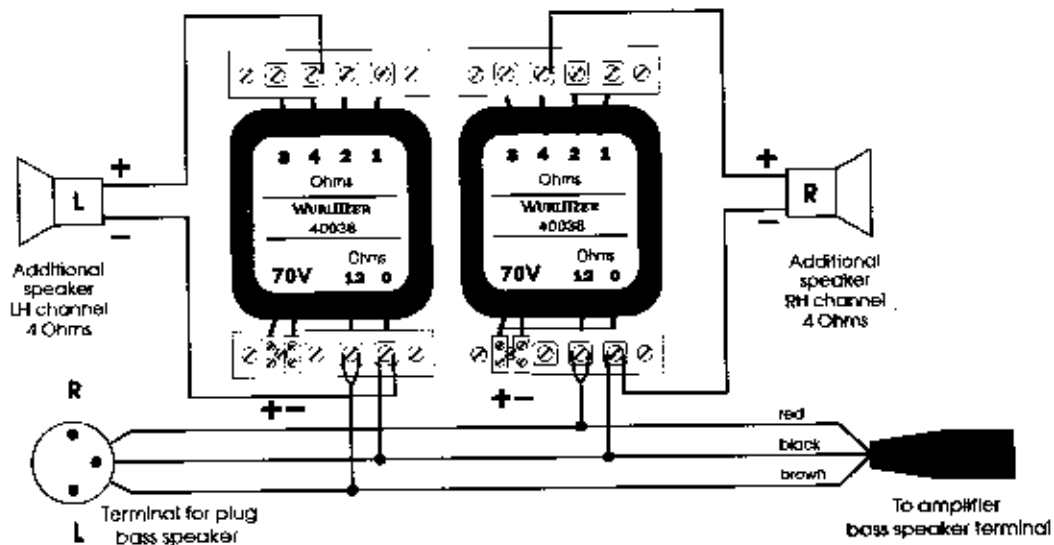 8 4 2 1
Ohms
WURLITZER
40038
Ohms
70V 12 0
8 4 2 1
Ohms
WURLITZER
40038
Ohms
70V 12 0
+
L
−
Additional
speaker
LH channel
4 Ohms
+
R
−
Additional
speaker
RH channel
4 Ohms
+ −
+ −
R
L
red
black
brown
Terminal for plug
bass speaker
To amplifier
bass speaker terminal